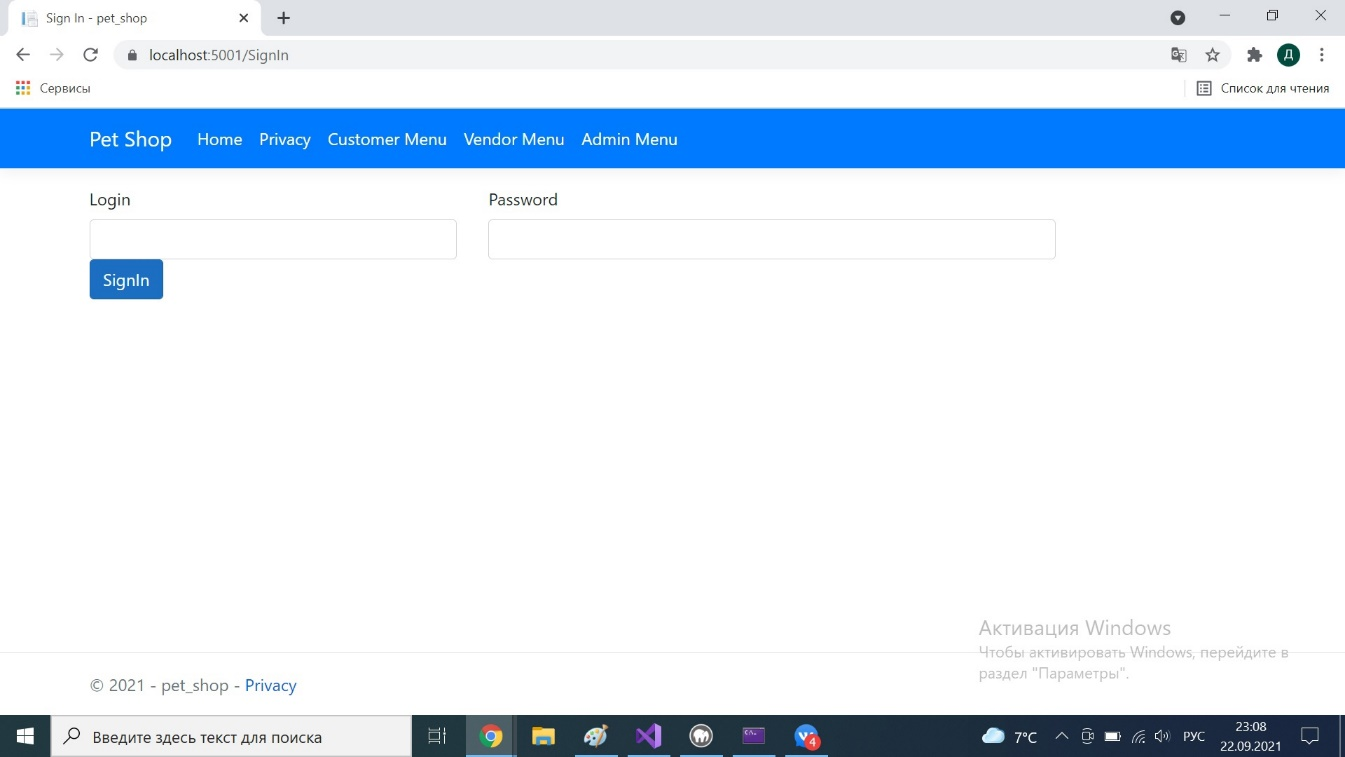 Sign In - pet_shop
localhost:5001/SignIn
Д
Сервисы
Список для чтения
Pet Shop Home Privacy Customer Menu Vendor Menu Admin Menu
Login Password
SignIn
Активация Windows
Чтобы активировать Windows, перейдите в
раздел "Параметры".
© 2021 - pet_shop - Privacy
Введите здесь текст для поиска
4
7°C
РУС
23:08
22.09.2021